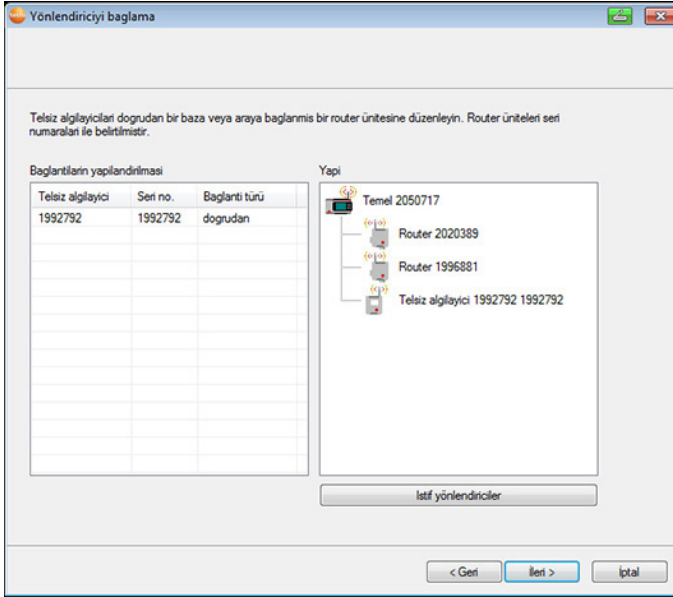 Yönlendiriciyi baglama
Telsiz algilayicilari dogrudan bir baza veya araya baglanmis bir router ünitesine düzenleyin. Router üniteleri seri
numaralari ile belirtilmistir.
Baglantilarin yapilandirilmasi
Telsiz algilayici Seri no. Baglanti türü
1992792 1992792 dogrudan
Yapi
Temel 2050717
Router 2020389
Router 1996881
Telsiz algilayici 1992792 1992792
Istif yönlendiriciler
< Geri İleri > İptal